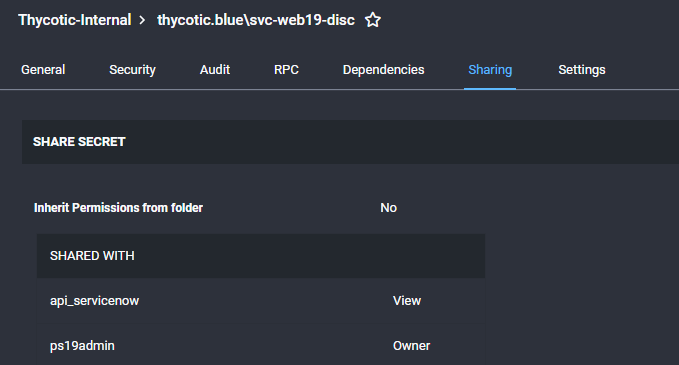 Thycotic-Internal > thycotic.blue\svc-web19-disc
General Security Audit RPC Dependencies Sharing Settings
SHARE SECRET
Inherit Permissions from folder No
SHARED WITH
api_servicenow View
ps19admin Owner